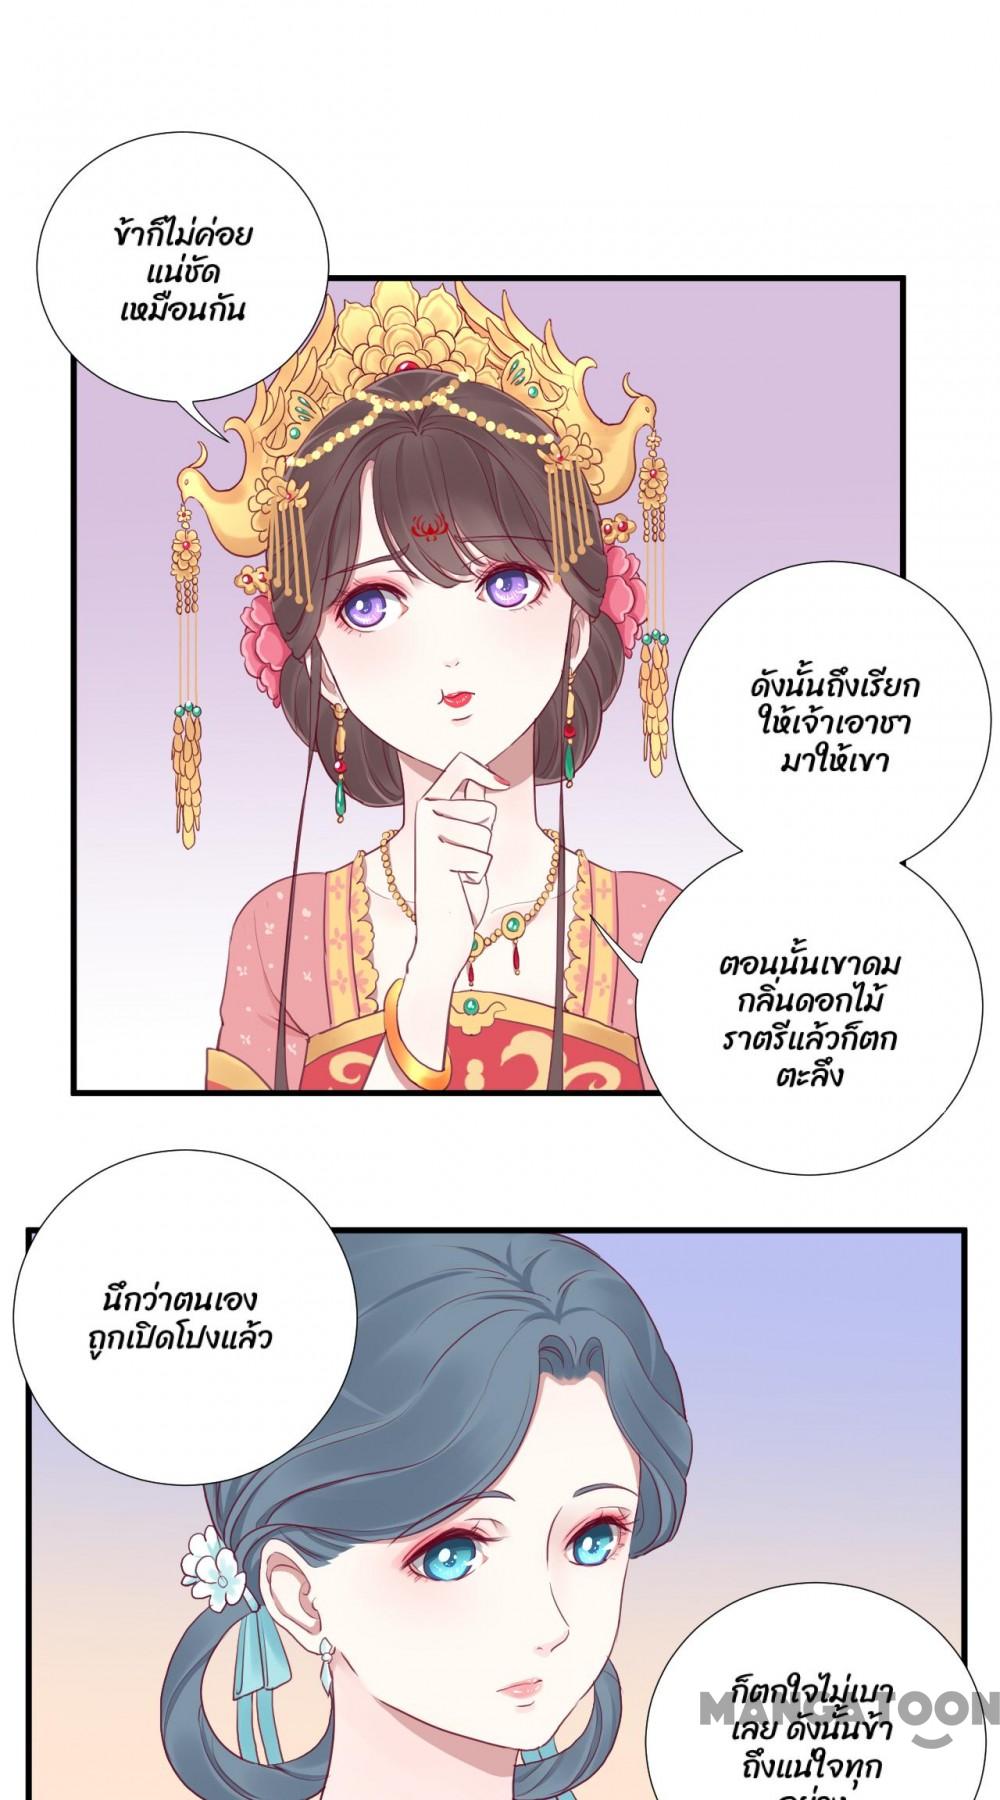 ข้าก็ไม่ค่อย
แน่ชัด
เหมือนกัน
ดังนั้นถึงเรียก
ให้เจ้าเอาชา
มาให้เขา
ตอนนั้นเขาดม
กลิ่นดอกไม้
ราตรีแล้วก็ตก
ตะลึง
นึกว่าตนเอง
ถูกเปิดโปงแล้ว
ก็ตกใจไม่เบา
เลย ดังนั้นข้า
ถึงแน่ใจทุก
MANGATOON